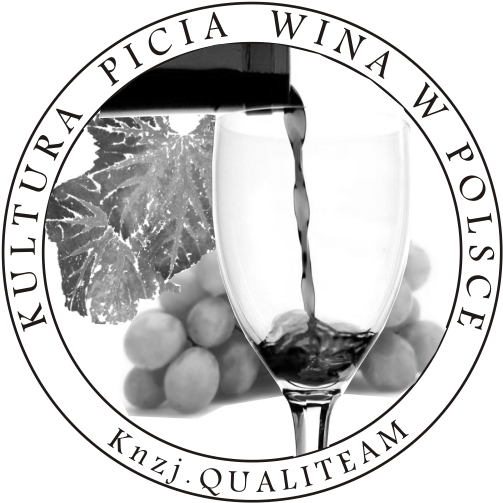 KULTURA PICIA WINA W POLSCE
Knzj.QUALITEAM